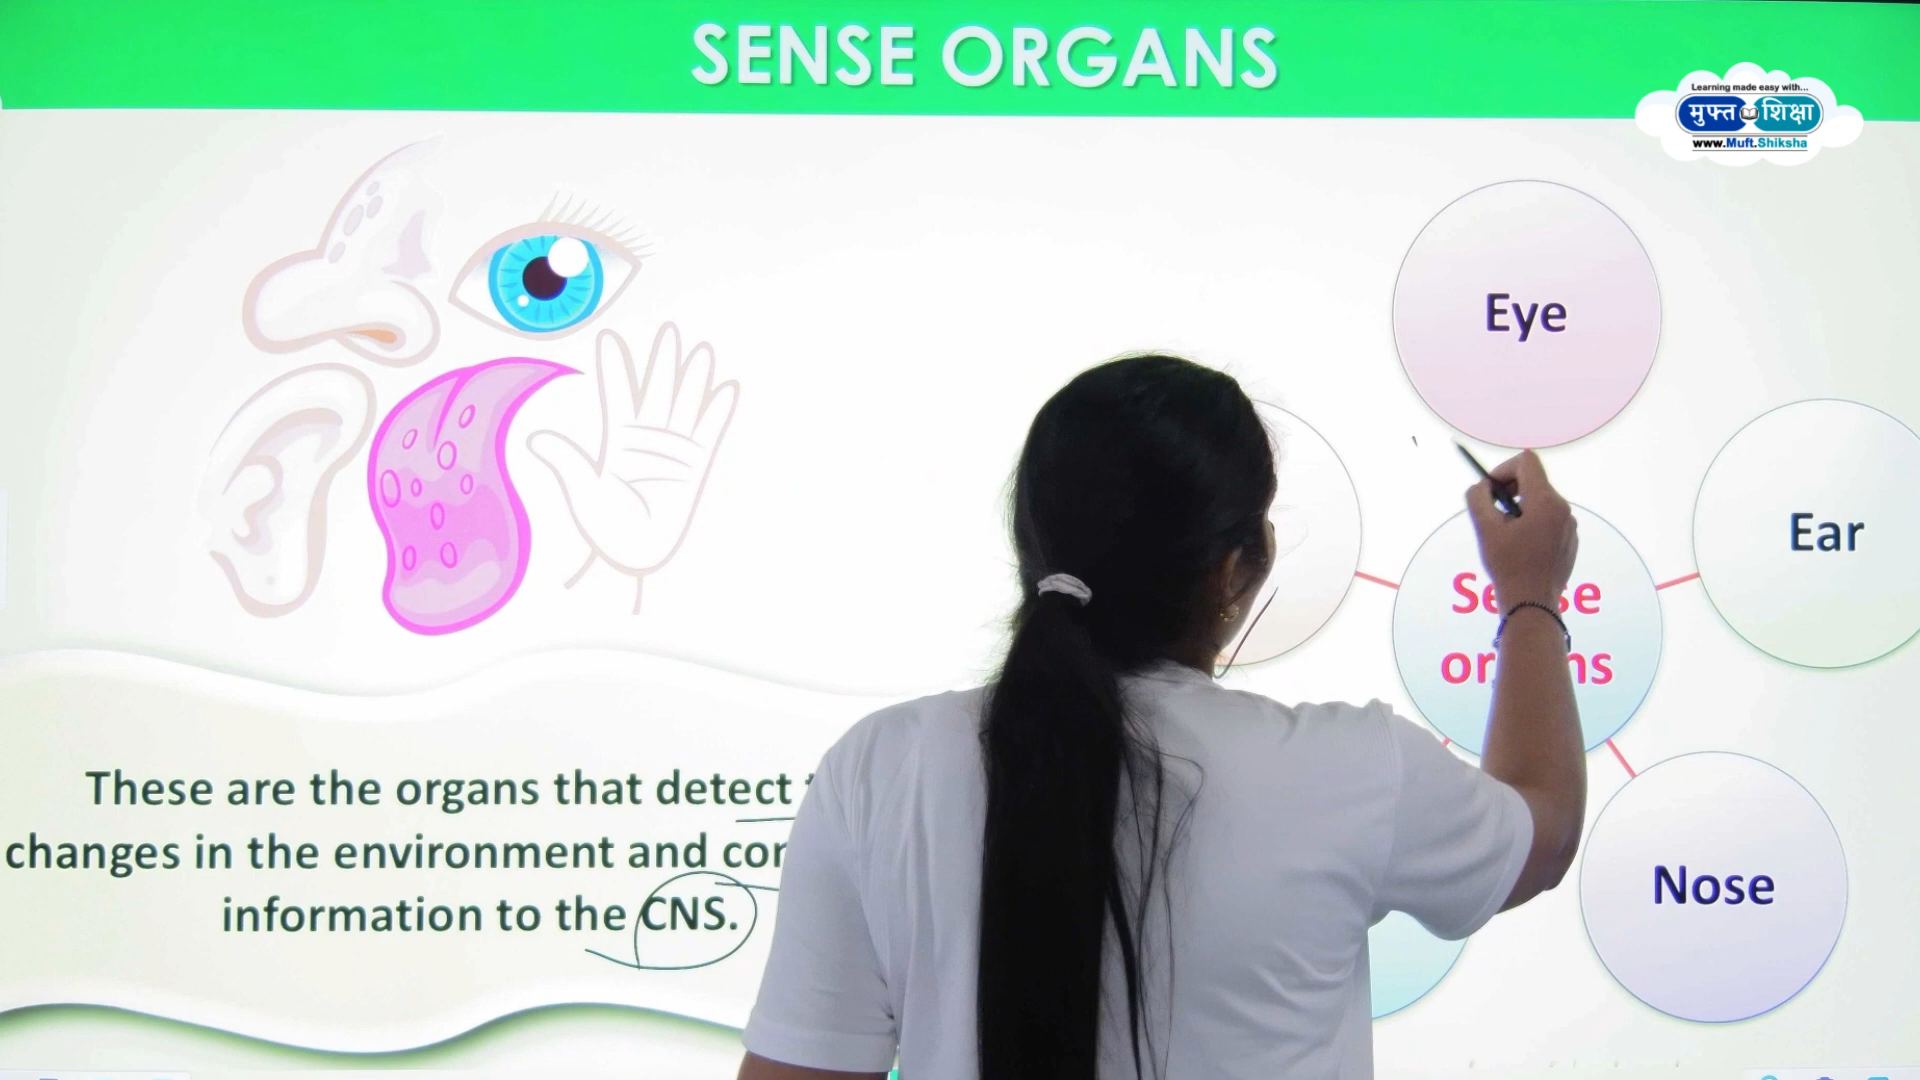 SENSE ORGANS
Learning made easy with...
मुफ्त शिक्षा
www.Muft.Shiksha
Eye
Ear
Nose
These are the organs that detect
changes in the environment and
information to the CNS.